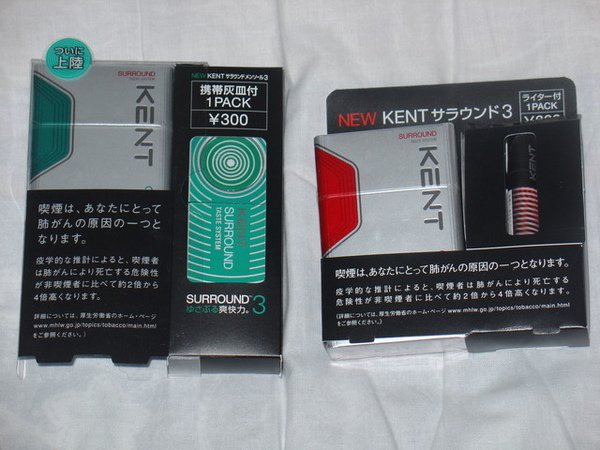 ついに
上陸
SURROUND
TASTE SYSTEM
KENT
喫煙は、あなたにとって
肺がんの原因の一つと
なります。
疫学的な推計によると、喫煙者
は肺がんにより死亡する危険性
が非喫煙者に比べて約2倍から
4倍高くなります。
(詳細については、厚生労働省のホーム・ページ
www.mhlw.go.jp/topics/tobacco/main.html
をご参照ください。)
NEW KENT サラウンドメンソール3
携帯灰皿付
1PACK
¥300
KENT
SURROUND
TASTE SYSTEM
SURROUND 3
ゆさぶる爽快力。
NEW KENT サラウンド3
ライター付
1PACK
SURROUND
TASTE SYSTEM
KENT
KENT
喫煙は、あなたにとって肺がんの原因の一つとなります。
疫学的な推計によると、喫煙者は肺がんにより死亡する
危険性が非喫煙者に比べて約2倍から4倍高くなります。
(詳細については、厚生労働省のホーム・ページ www.mhlw.go.jp/topics/tobacco/main.html
をご参照ください。)